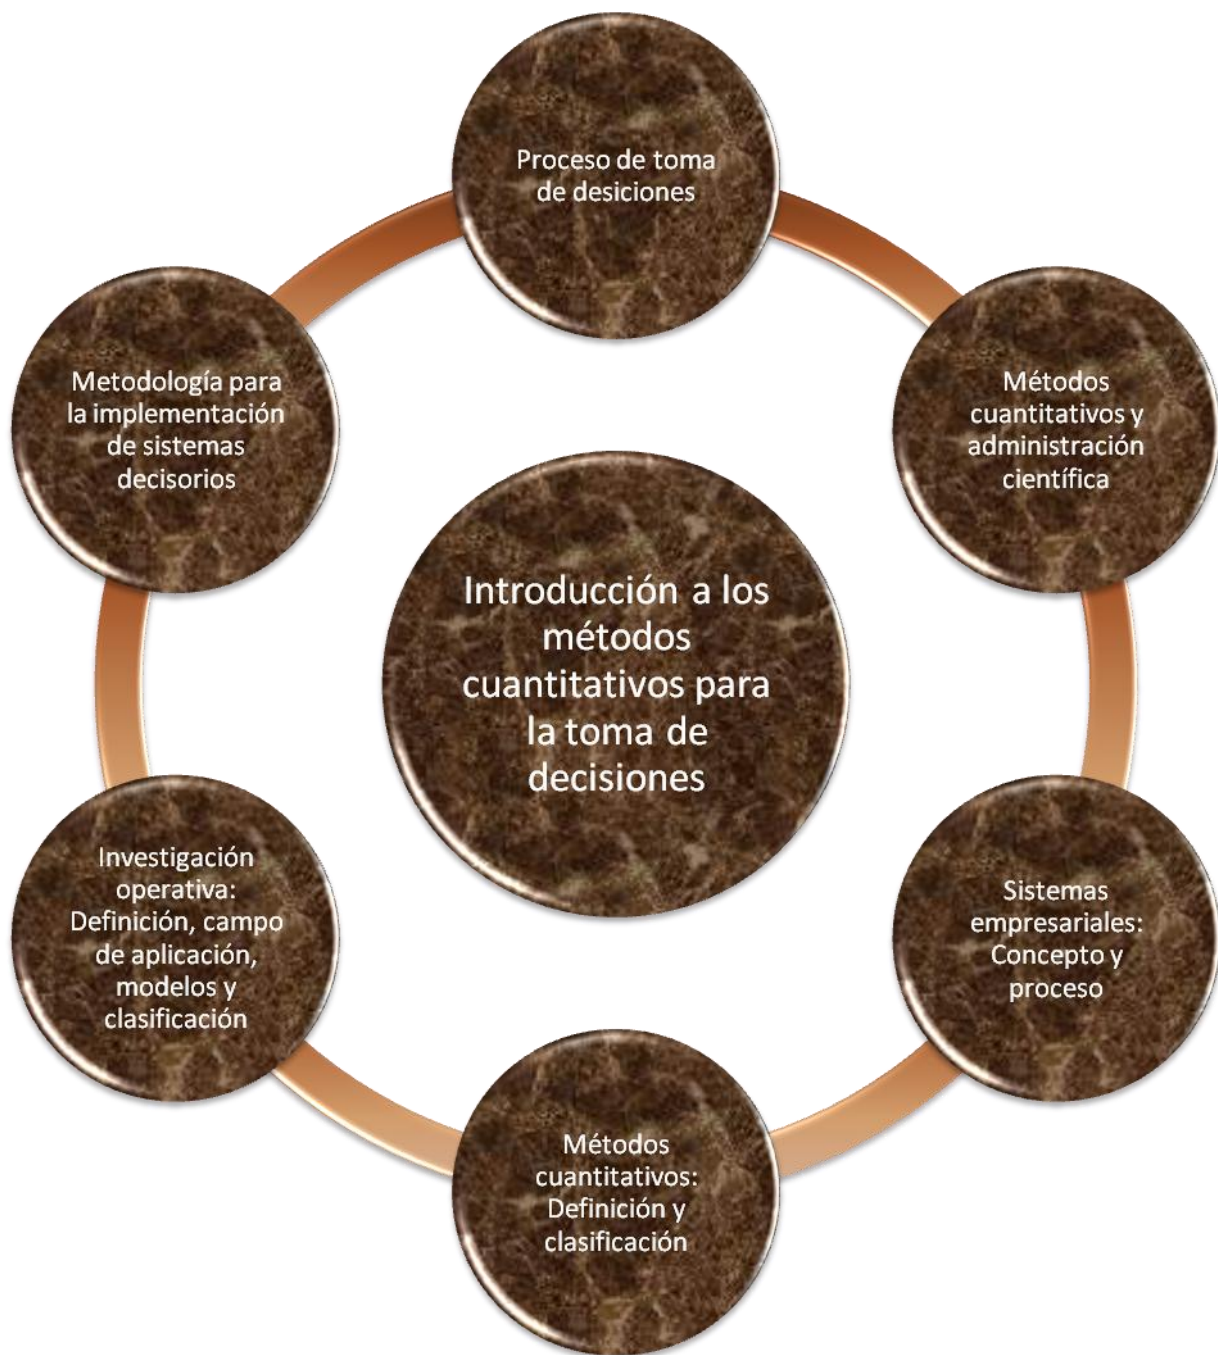 Proceso de toma
de desiciones
Métodos
cuantitativos y
administración
científica
Sistemas
empresariales:
Concepto y
proceso
Métodos
cuantitativos:
Definición y
clasificación
Investigación
operativa:
Definición, campo
de aplicación,
modelos y
clasificación
Metodología para
la implementación
de sistemas
decisorios
Introducción a los
métodos
cuantitativos para
la toma de
decisiones